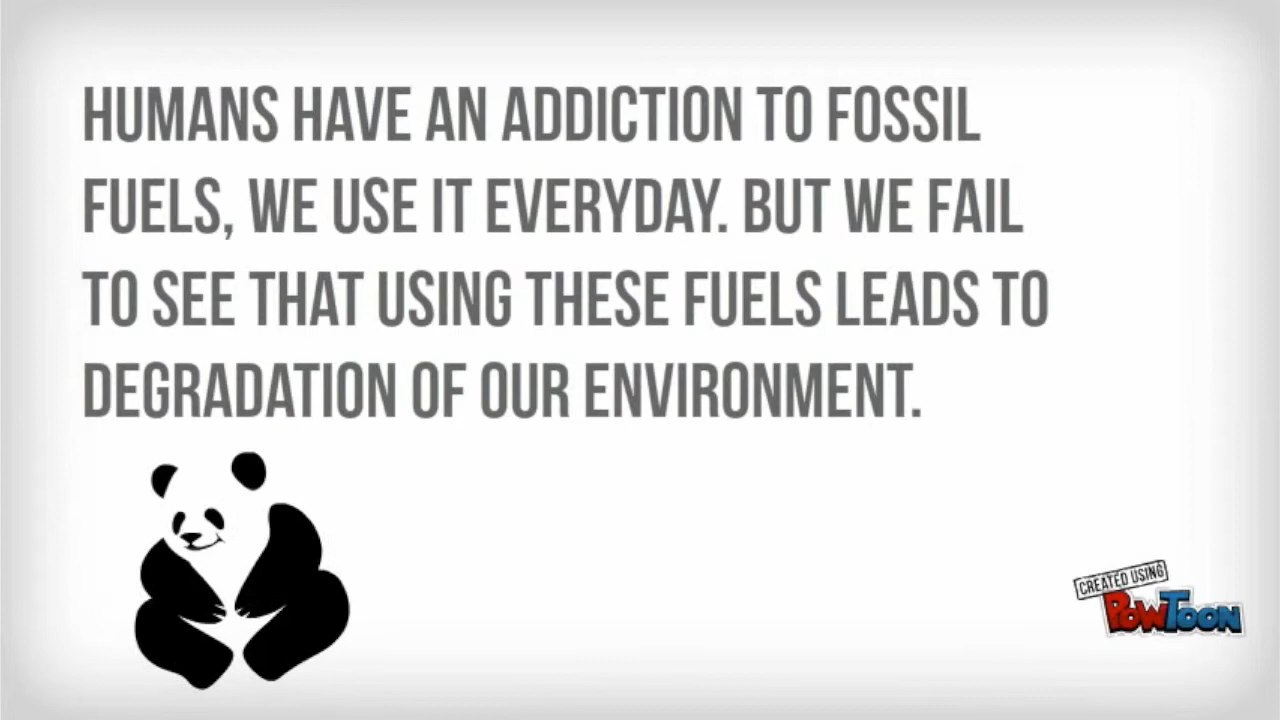 HUMANS HAVE AN ADDICTION TO FOSSIL
FUELS, WE USE IT EVERYDAY. BUT WE FAIL
TO SEE THAT USING THESE FUELS LEADS TO
DEGRADATION OF OUR ENVIRONMENT.
CREATED USING
POWTOON